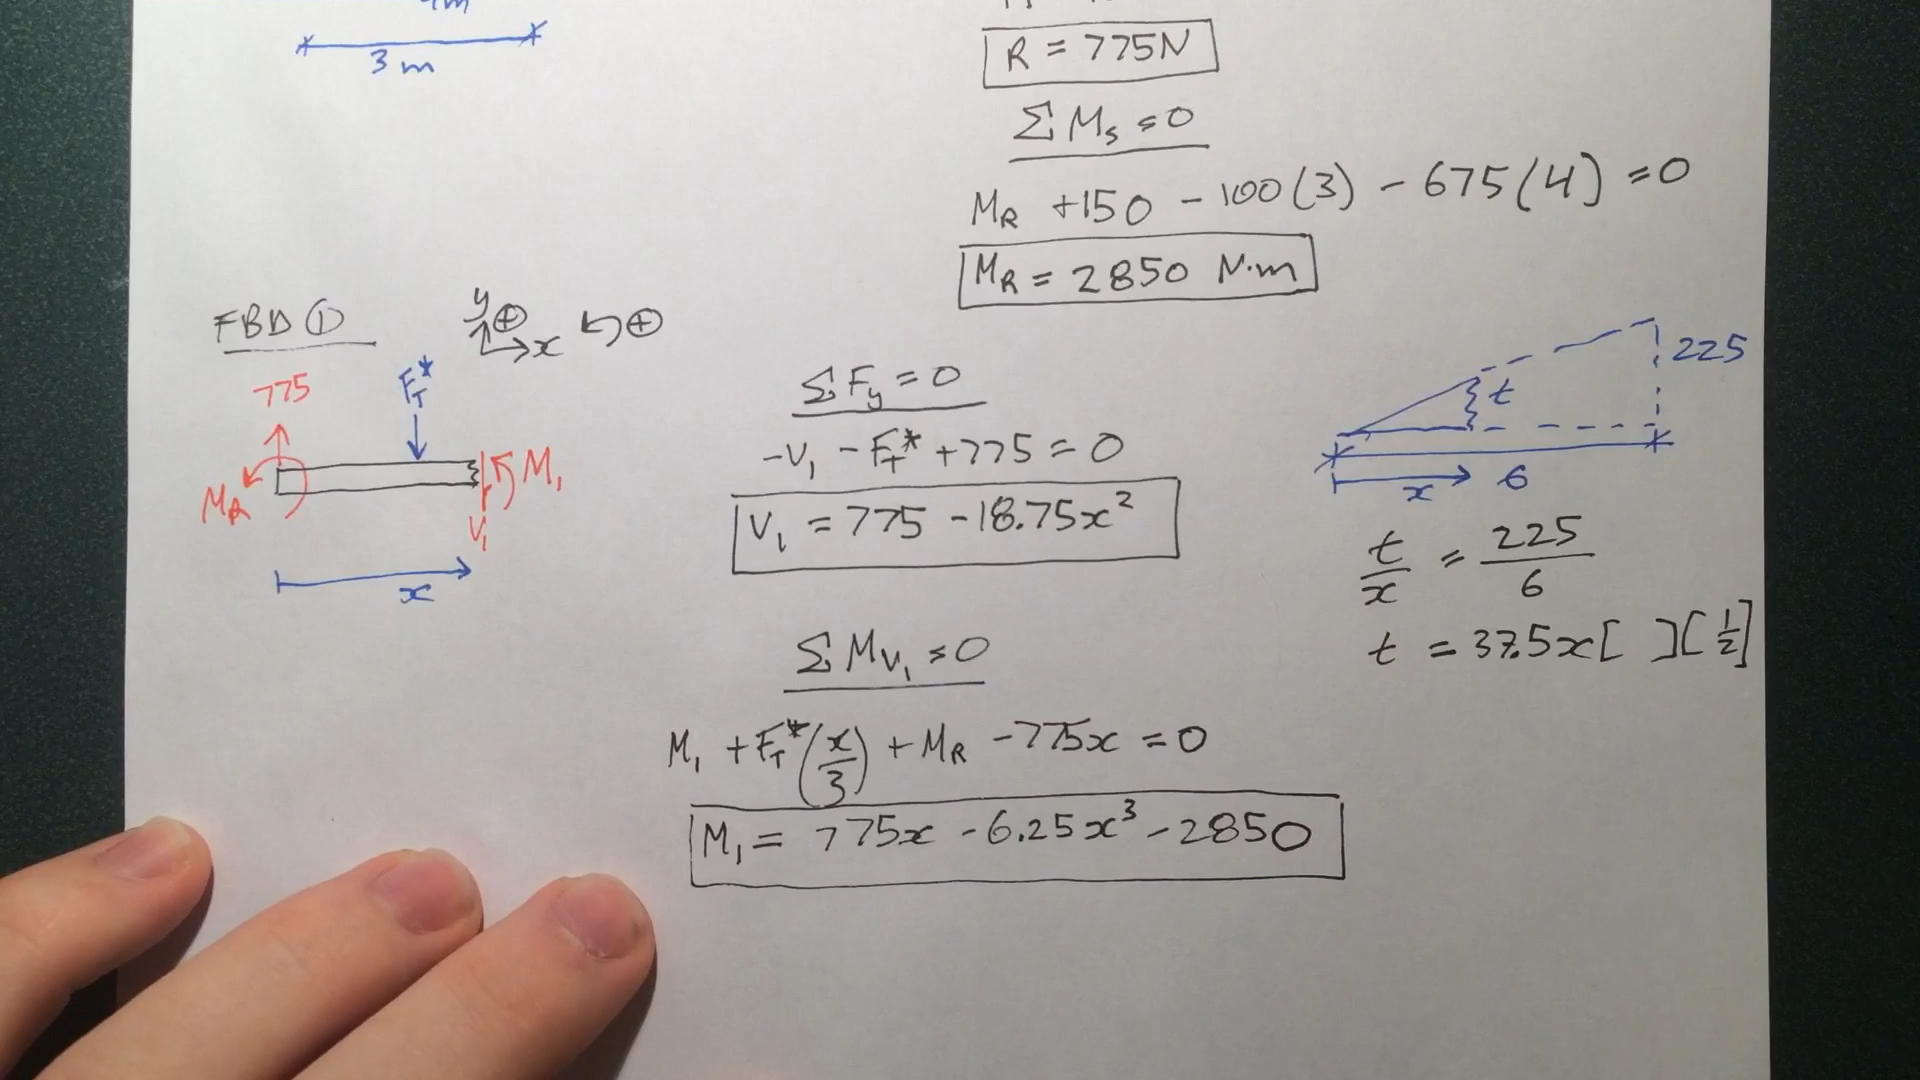 3 m
R = 775N
ΣMs = 0
MR +150 - 100(3) - 675(4) = 0
MR = 2850 N·m
FBD ①
y ⊕
x
⊕
775
FT*
MR
M1
V1
x
ΣFy = 0
-V1 - FT* + 775 = 0
V1 = 775 - 18.75x²
225
t
x
6
t/x = 225/6
t = 37.5x[ ][1/2]
ΣMV1 = 0
M1 + FT*(x/3) + MR - 775x = 0
M1 = 775x - 6.25x³ - 2850